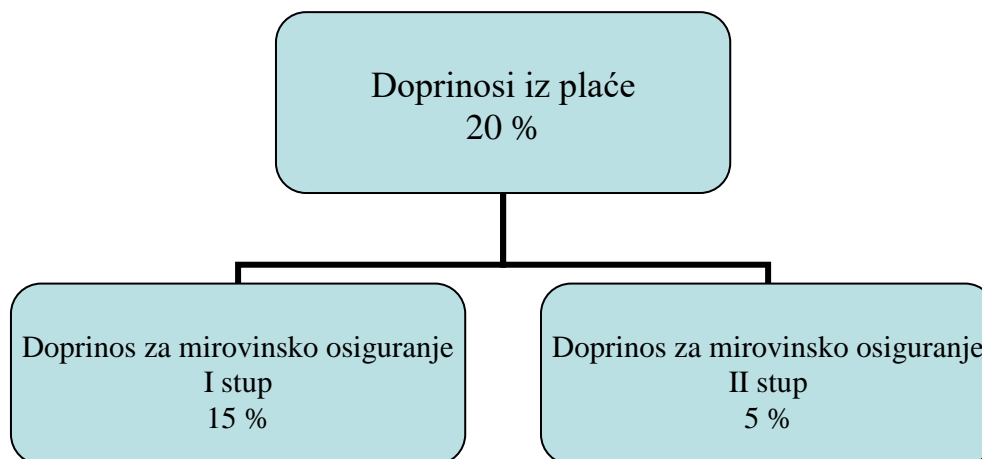 Doprinosi iz plaće
20 %
Doprinos za mirovinsko osiguranje
I stup
15 %
Doprinos za mirovinsko osiguranje
II stup
5 %